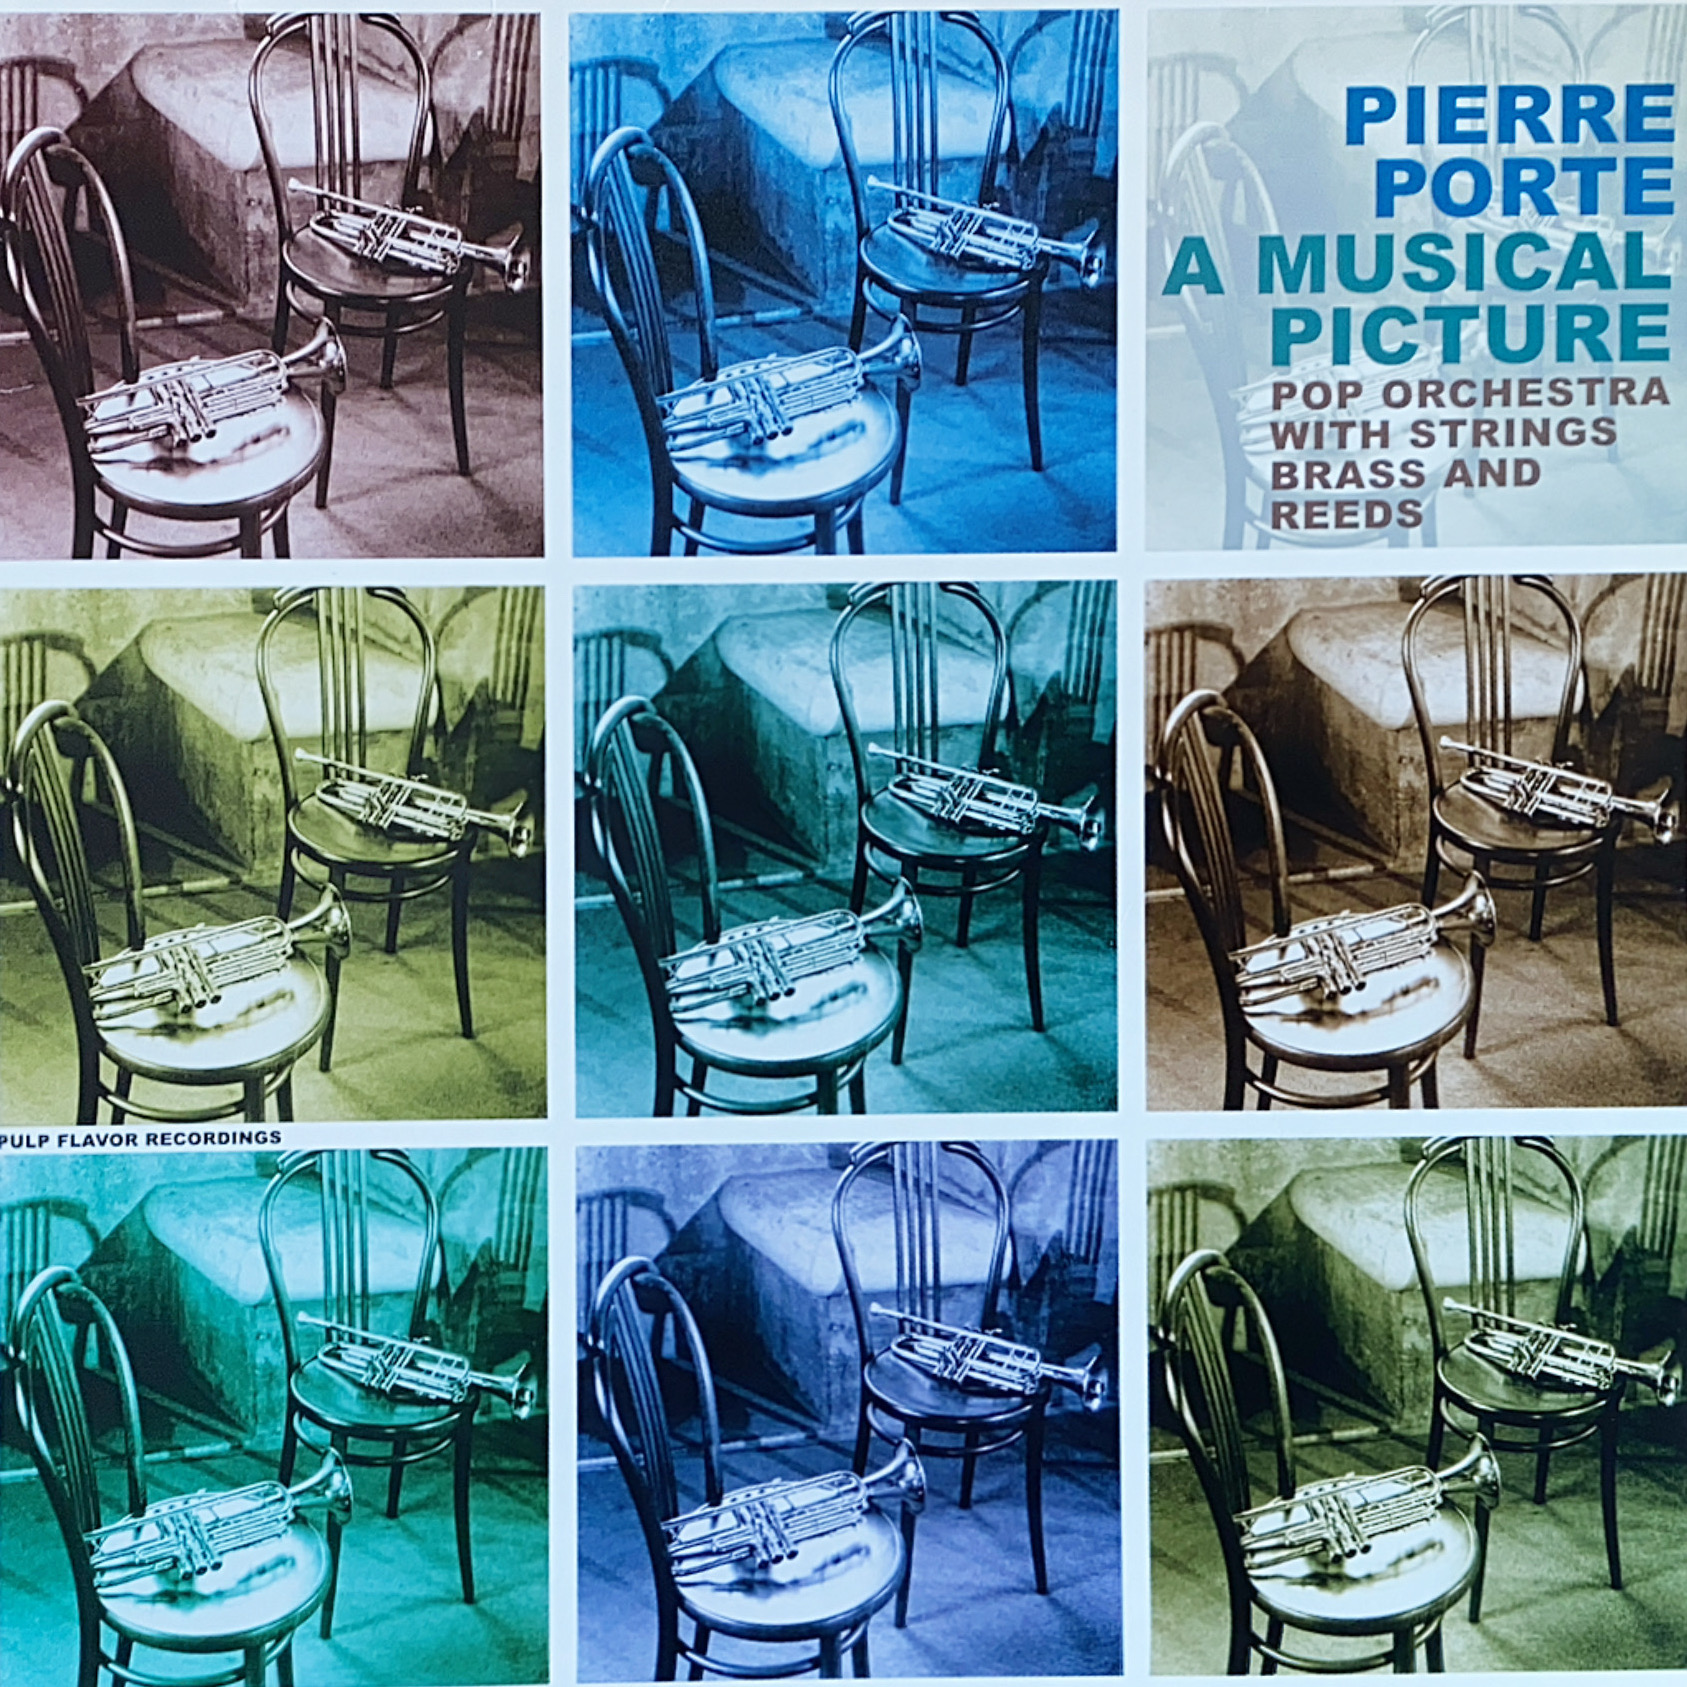 PIERRE
PORTE
A MUSICAL
PICTURE
POP ORCHESTRA
WITH STRINGS
BRASS AND
REEDS
PULP FLAVOR RECORDINGS